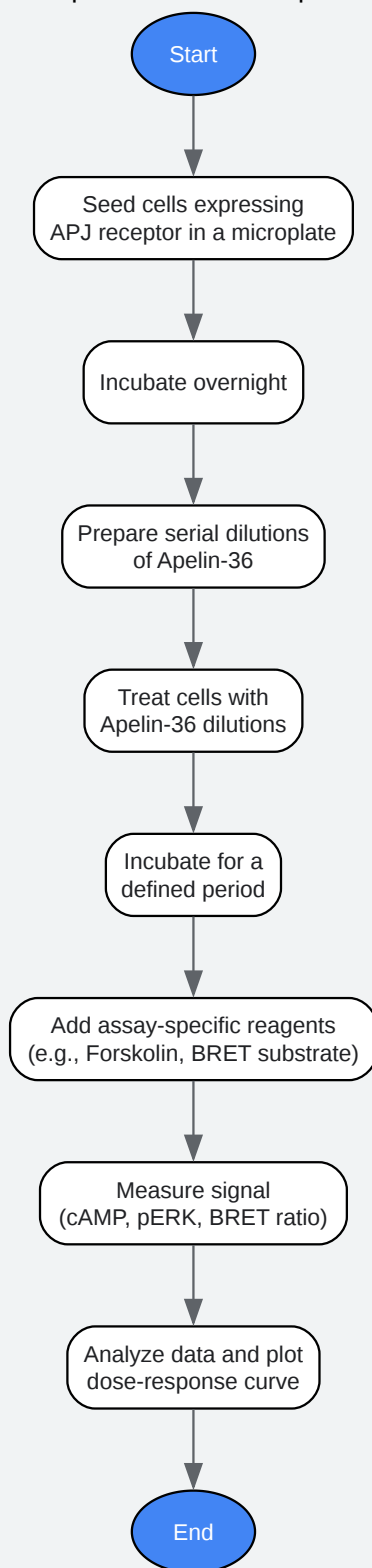 Start
Seed cells expressing
APJ receptor in a microplate
Incubate overnight
Prepare serial dilutions
of Apelin-36
Treat cells with
Apelin-36 dilutions
Incubate for a
defined period
Add assay-specific reagents
(e.g., Forskolin, BRET substrate)
Measure signal
(cAMP, pERK, BRET ratio)
Analyze data and plot
dose-response curve
End